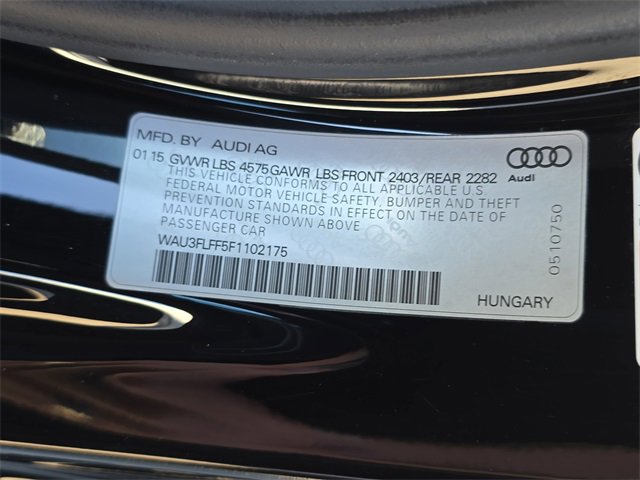 MFD. BY AUDI AG
01 15 GVWR LBS 4575 GAWR LBS FRONT 2403/REAR 2282
THIS VEHICLE CONFORMS TO ALL APPLICABLE U.S.
FEDERAL MOTOR VEHICLE SAFETY, BUMPER AND THEFT
PREVENTION STANDARDS IN EFFECT ON THE DATE OF
MANUFACTURE SHOWN ABOVE
PASSENGER CAR
WAU3FLFF5F1102175
Audi
0510750
HUNGARY